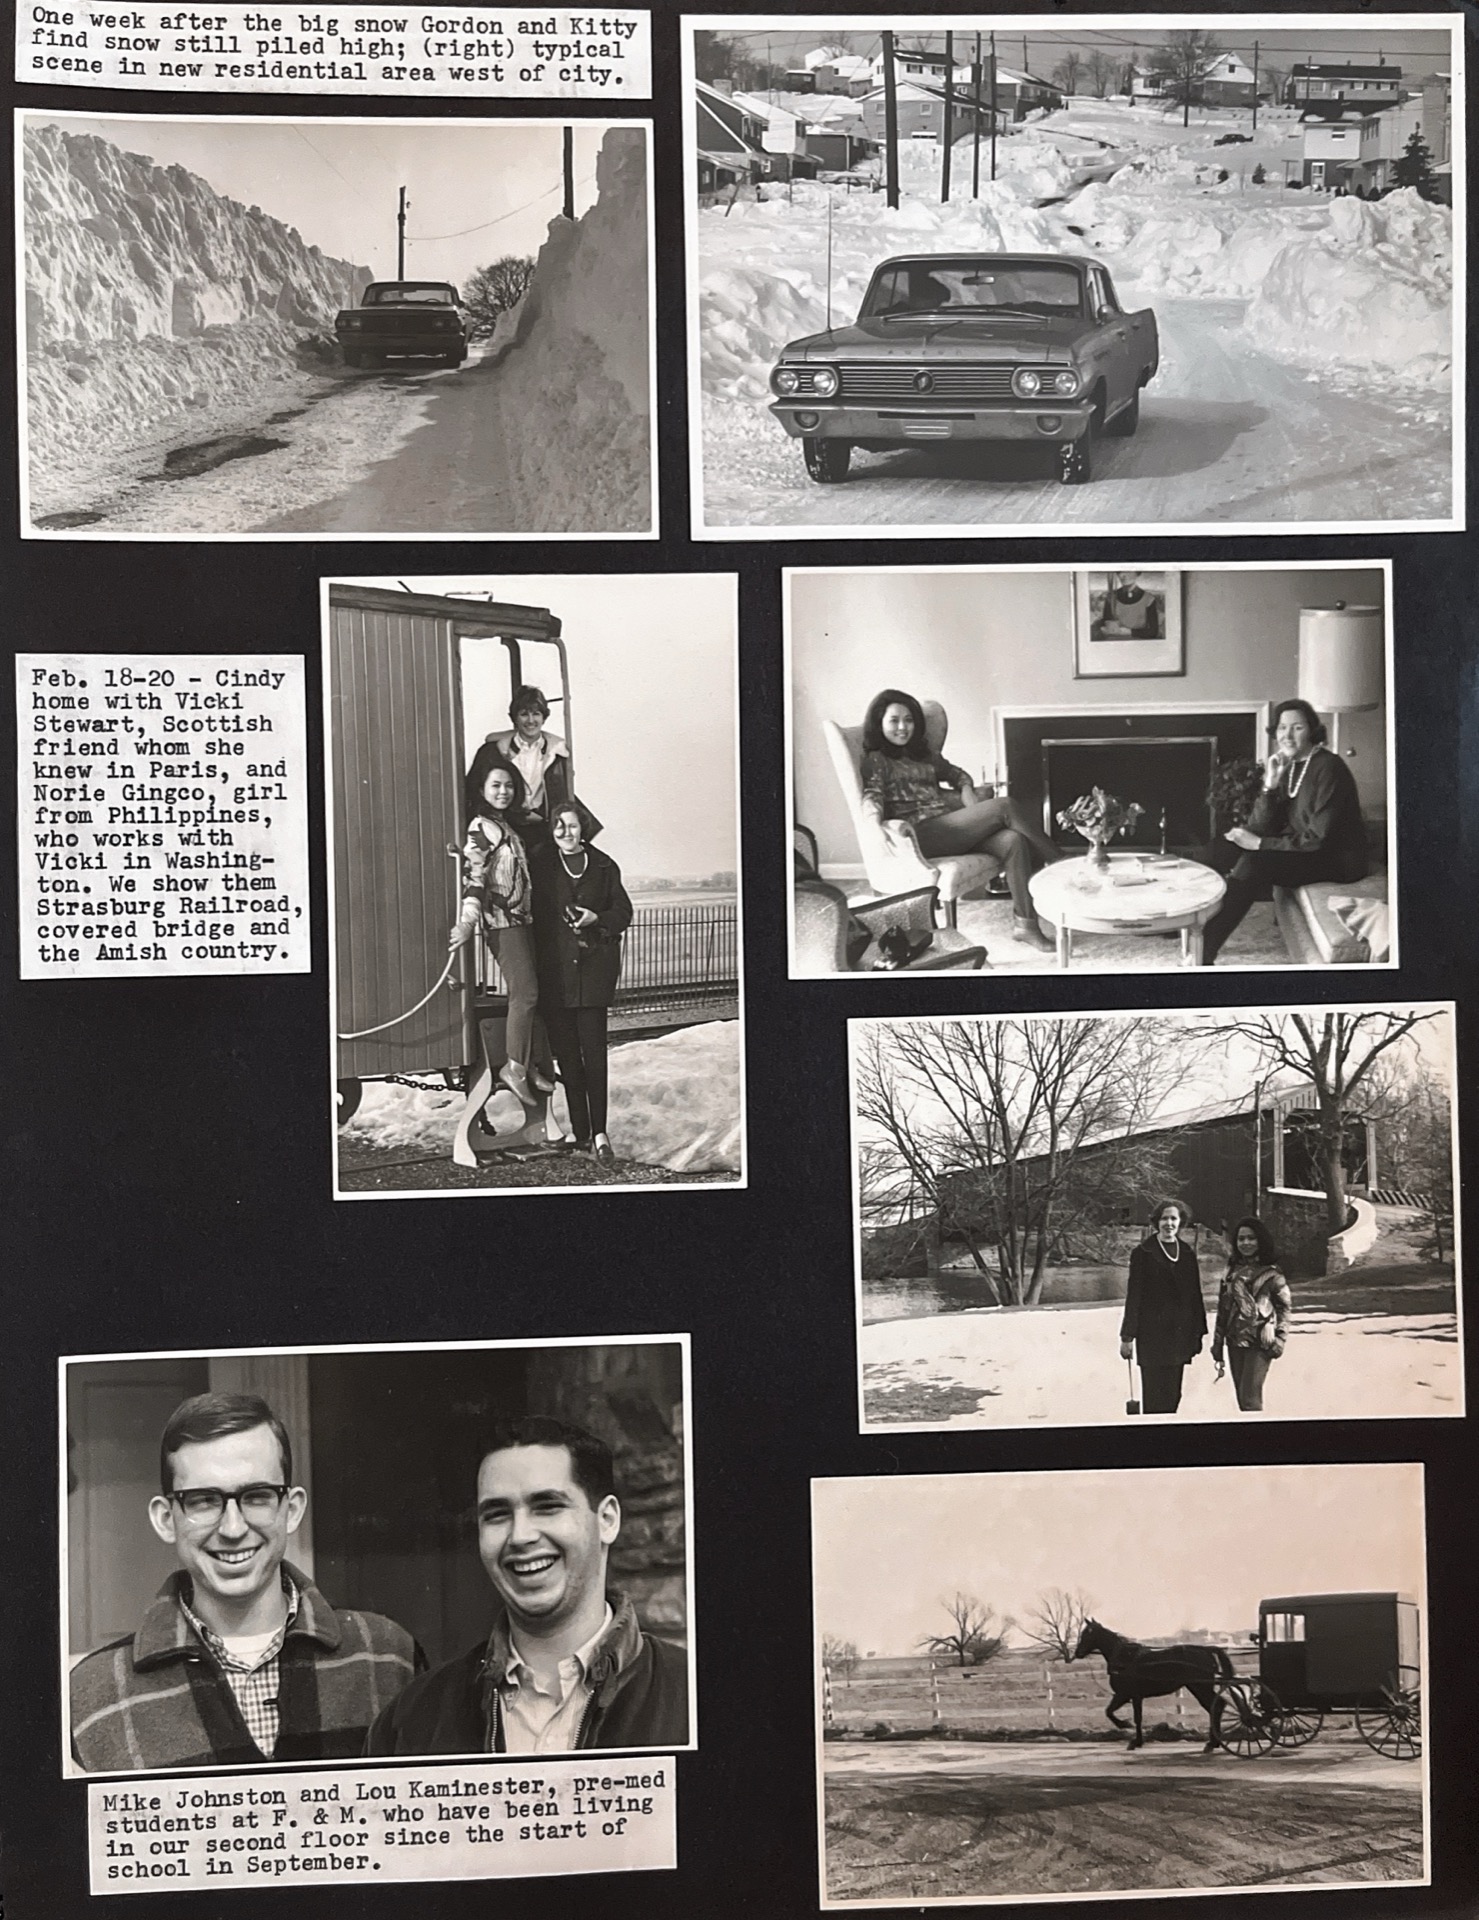 One week after the big snow Gordon and Kitty
find snow still piled high; (right) typical
scene in new residential area west of city.
BUICK
Feb. 18-20 - Cindy
home with Vicki
Stewart, Scottish
friend whom she
knew in Paris, and
Norie Gingco, girl
from Philippines,
who works with
Vicki in Washing-
ton. We show them
Strasburg Railroad,
covered bridge and
the Amish country.
Mike Johnston and Lou Kaminester, pre-med
students at F. & M. who have been living
in our second floor since the start of
school in September.